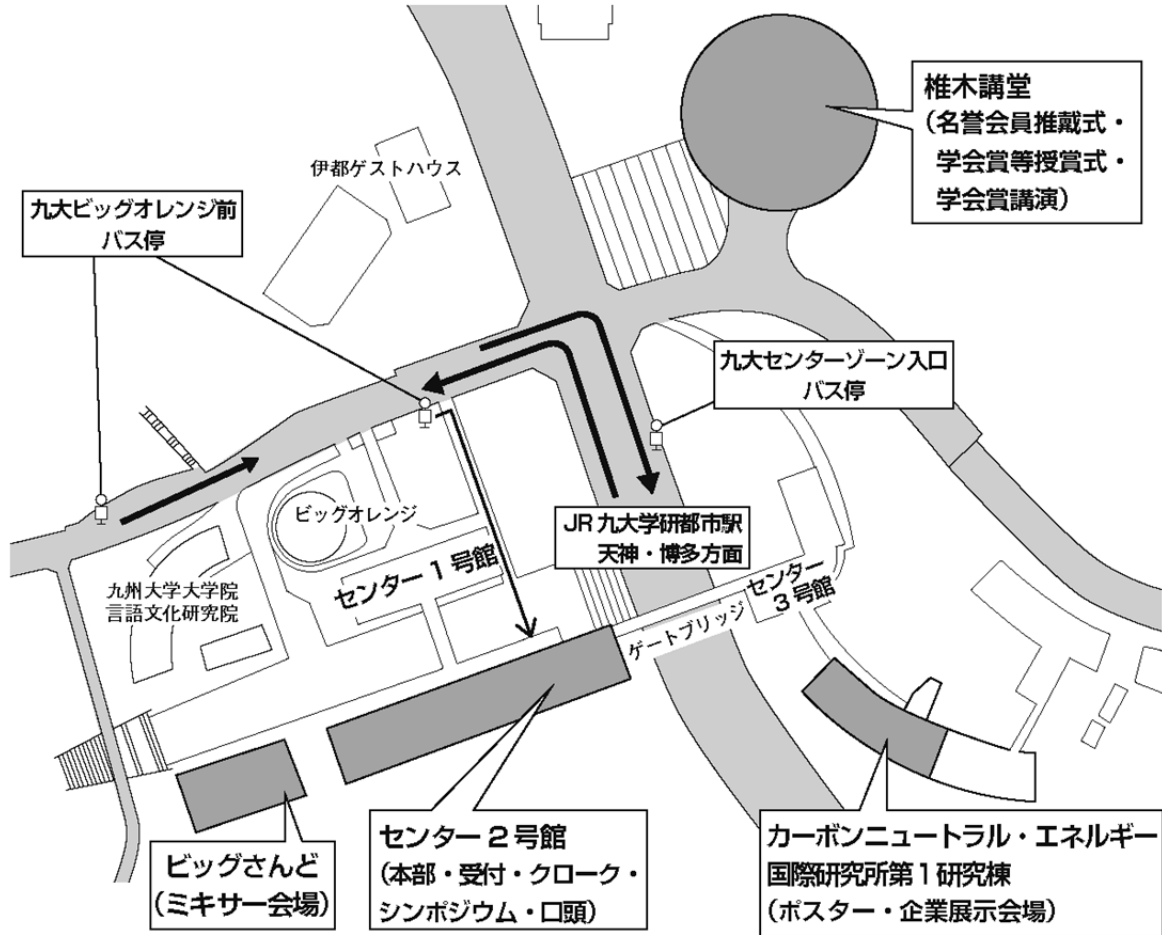 椎木講堂
（名誉会員推戴式・
学会賞等授賞式・
学会賞講演）
伊都ゲストハウス
九大ビッグオレンジ前
バス停
九大センターゾーン入口
バス停
ビッグオレンジ
JR 九大学研都市駅
天神・博多方面
センター1号館
九州大学大学院
言語文化研究院
センター
3号館
ゲートブリッジ
ビッグさんど
（ミキサー会場）
センター2号館
（本部・受付・クローク・
シンポジウム・口頭）
カーボンニュートラル・エネルギー
国際研究所第1研究棟
（ポスター・企業展示会場）